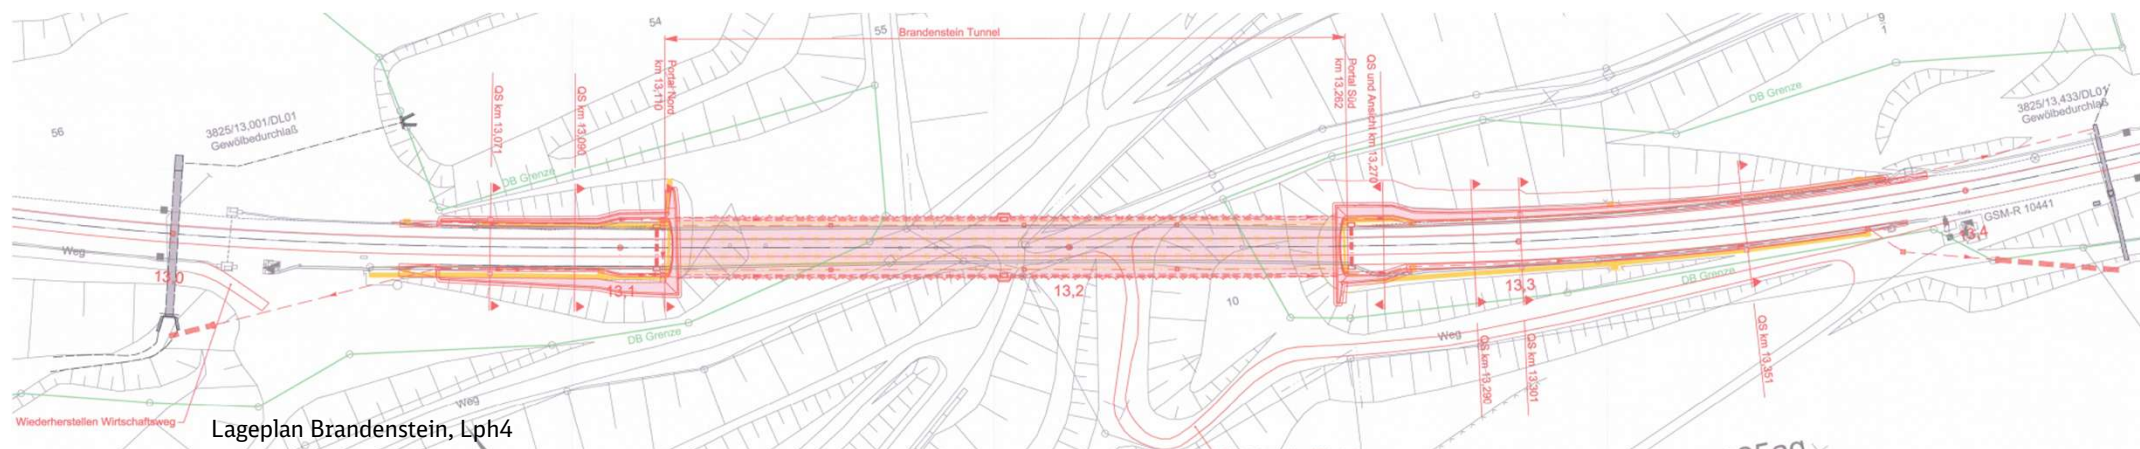 54
55
Brandenstein Tunnel
56
3825/13,001/DL01
Gewölbedurchlaß
QS km 13,071
QS km 13,090
Portal Nord
km 13,110
Portal Süd
km 13,262
QS und Ansicht km 13,270
DB Grenze
DB Grenze
3825/13,433/DL01
Gewölbedurchlaß
GSM-R 10441
Weg
13,0
13,1
13,2
13,3
13,4
10
DB Grenze
DB Grenze
Weg
Weg
QS km 13,290
QS km 13,301
QS km 13,351
Wiederherstellen Wirtschaftsweg
Lageplan Brandenstein, Lph4